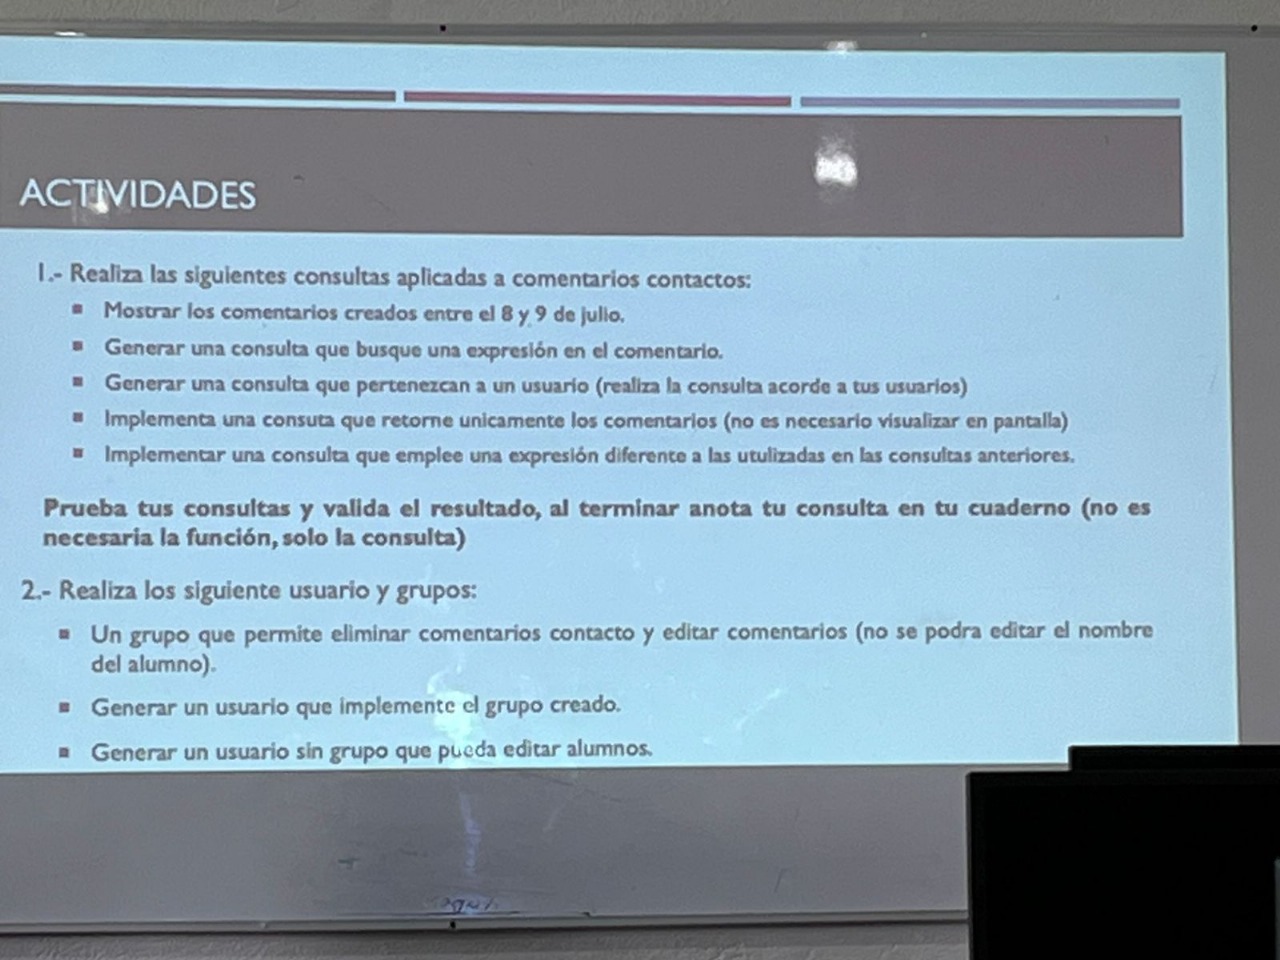 ACTIVIDADES
1.- Realiza las siguientes consultas aplicadas a comentarios contactos:
▪ Mostrar los comentarios creados entre el 8 y 9 de julio.
▪ Generar una consulta que busque una expresión en el comentario.
▪ Generar una consulta que pertenezcan a un usuario (realiza la consulta acorde a tus usuarios)
▪ Implementa una consuta que retorne unicamente los comentarios (no es necesario visualizar en pantalla)
▪ Implementar una consulta que emplee una expresión diferente a las utulizadas en las consultas anteriores.
Prueba tus consultas y valida el resultado, al terminar anota tu consulta en tu cuaderno (no es
necesaria la función, solo la consulta)
2.- Realiza los siguiente usuario y grupos:
▪ Un grupo que permite eliminar comentarios contacto y editar comentarios (no se podra editar el nombre
del alumno).
▪ Generar un usuario que implemente el grupo creado.
▪ Generar un usuario sin grupo que pueda editar alumnos.